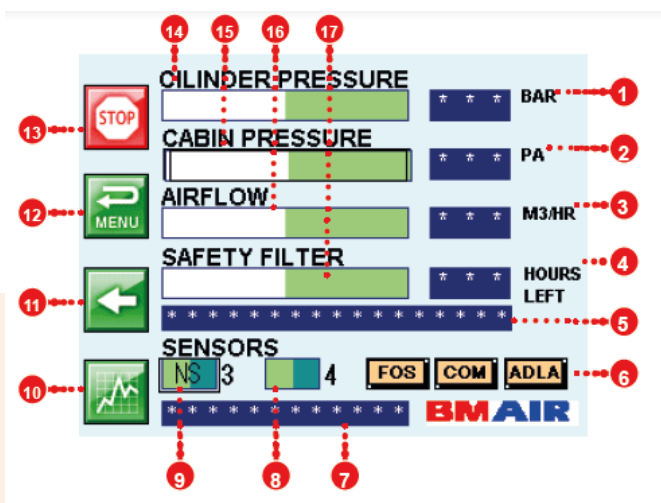 14 15 16 17
CILINDER PRESSURE
STOP
* * * BAR 1
13
CABIN PRESSURE
* * * PA 2
AIRFLOW
12 MENU
* * * M3/HR 3
SAFETY FILTER
4
* * * HOURS LEFT
11
* * * * * * * * * * * * * * * * 5
SENSORS
10 NS 3 4 FOS COM ADLA 6
* * * * * * * * * * * * BMAIR
9 8 7